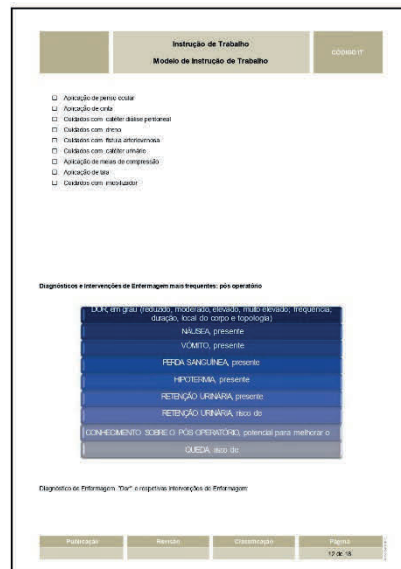 Instrução de Trabalho
Modelo de Instrução de Trabalho
CÓDIGO IT
Aplicação de penso ocular
Aplicação de cinta
Cuidados com catéter diálise peritoneal
Cuidados com dreno
Cuidados com fístula arteriovenosa
Cuidados com catéter urinário
Aplicação de meias de compressão
Aplicação de tala
Cuidados com imobilizador
Diagnósticos e Intervenções de Enfermagem mais frequentes: pós operatório
DOR, em grau (reduzido, moderado, elevado, muito elevado; frequência;
duração, local do corpo e topologia)
NÁUSEA, presente
VÓMITO, presente
PERDA SANGUÍNEA, presente
HIPOTERMIA, presente
RETENÇÃO URINÁRIA, presente
RETENÇÃO URINÁRIA, risco de
CONHECIMENTO SOBRE O PÓS OPERATÓRIO, potencial para melhorar o
QUEDA, risco de
Diagnóstico de Enfermagem "Dor" e respetivas intervenções de Enfermagem:
Publicação Revisão Classificação Página
12 de 15